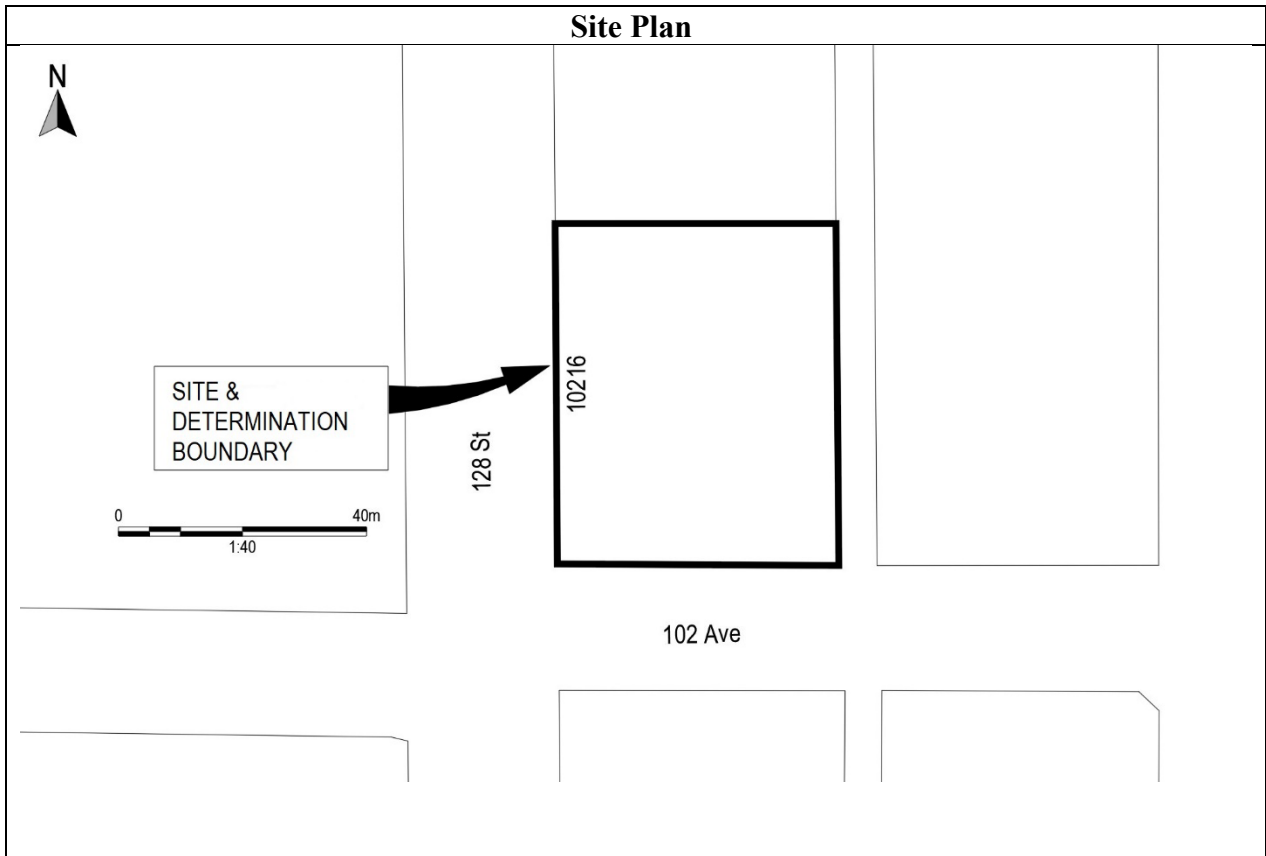 Site Plan
N
SITE &
DETERMINATION
BOUNDARY
10216
128 St
0 40m
1:40
102 Ave